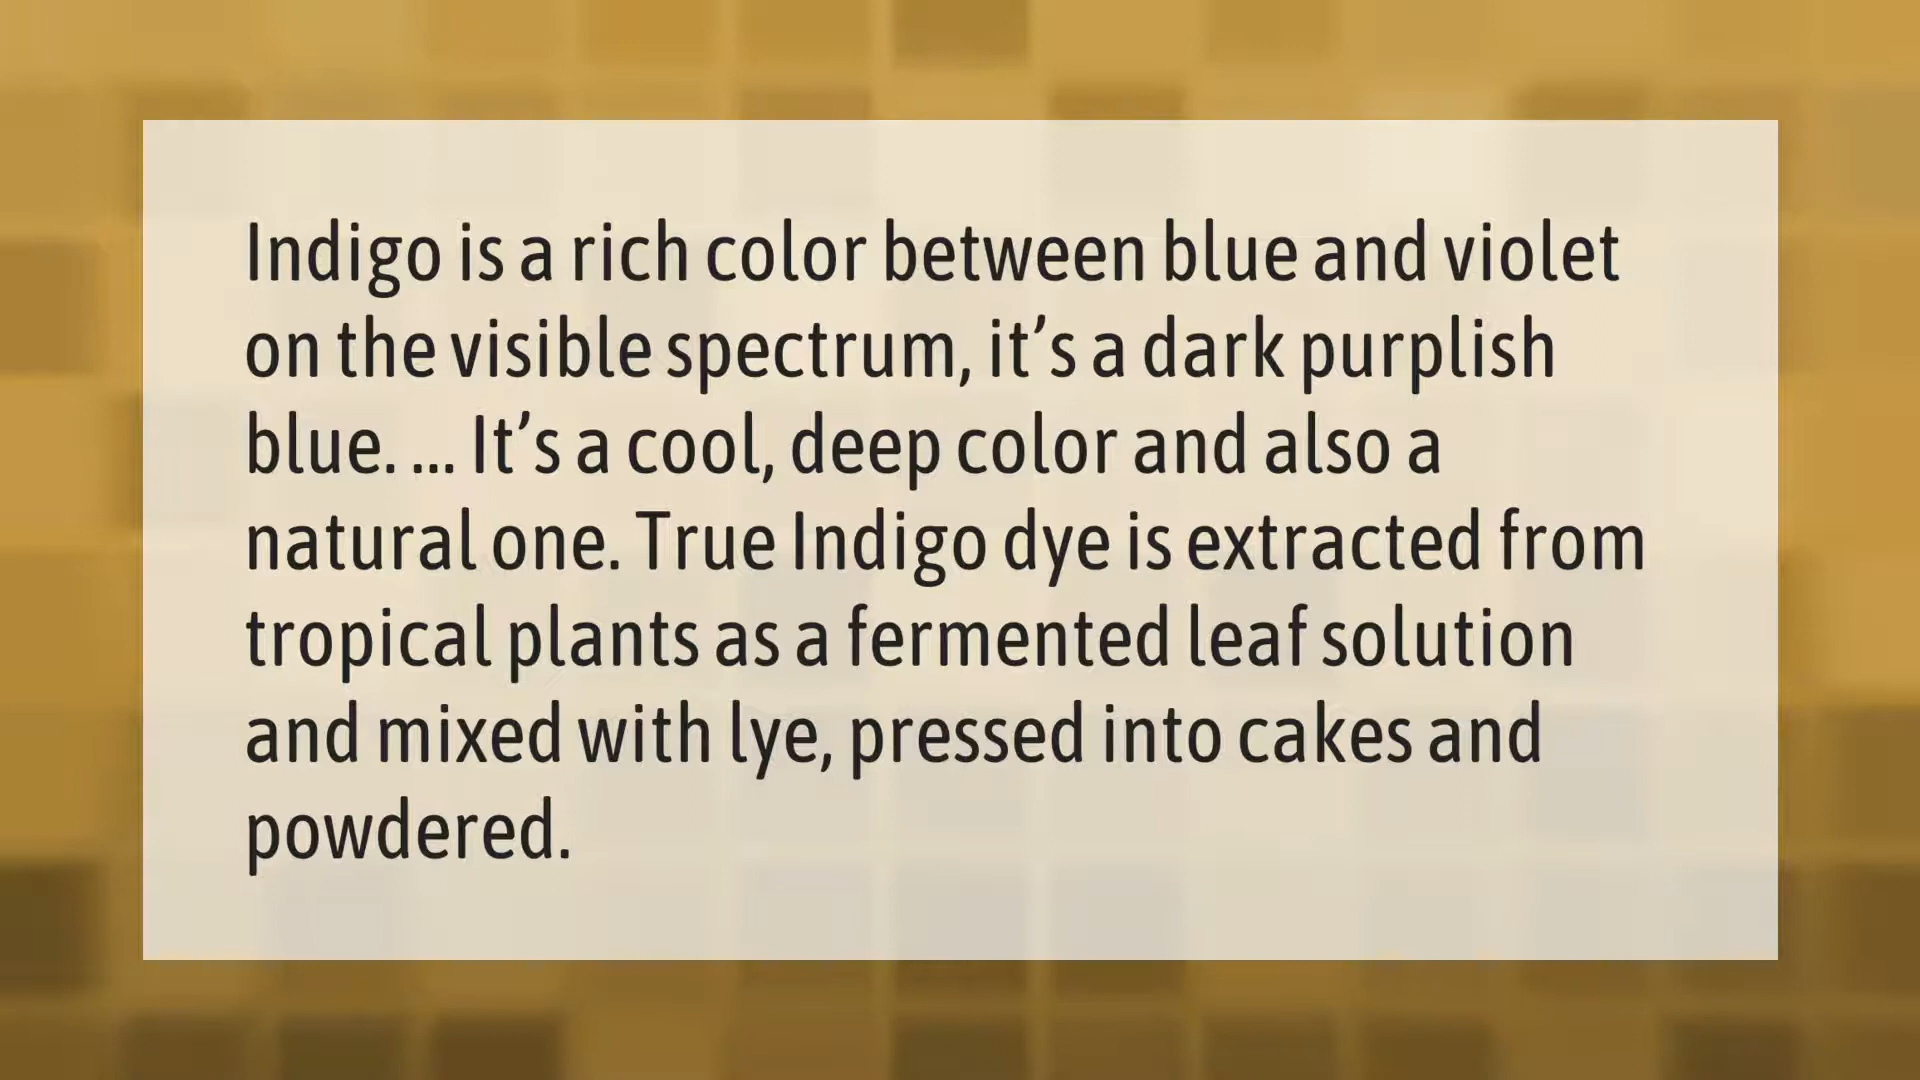 Indigo is a rich color between blue and violet
on the visible spectrum, it’s a dark purplish
blue. ... It’s a cool, deep color and also a
natural one. True Indigo dye is extracted from
tropical plants as a fermented leaf solution
and mixed with lye, pressed into cakes and
powdered.